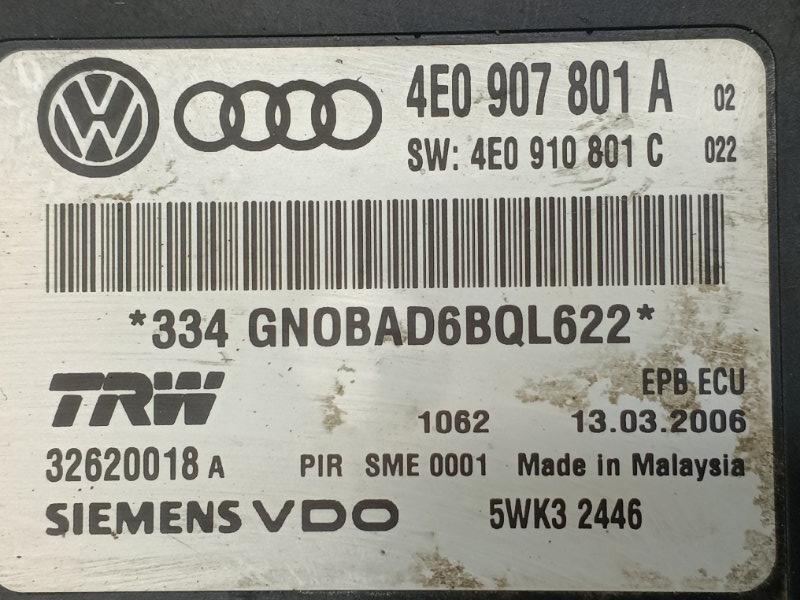 4E0 907 801 A 02
SW: 4E0 910 801 C 022
*334 GNOBAD6BQL622*
TRW EPB ECU
1062 13.03.2006
32620018 A PIR SME 0001 Made in Malaysia
SIEMENS VDO 5WK3 2446